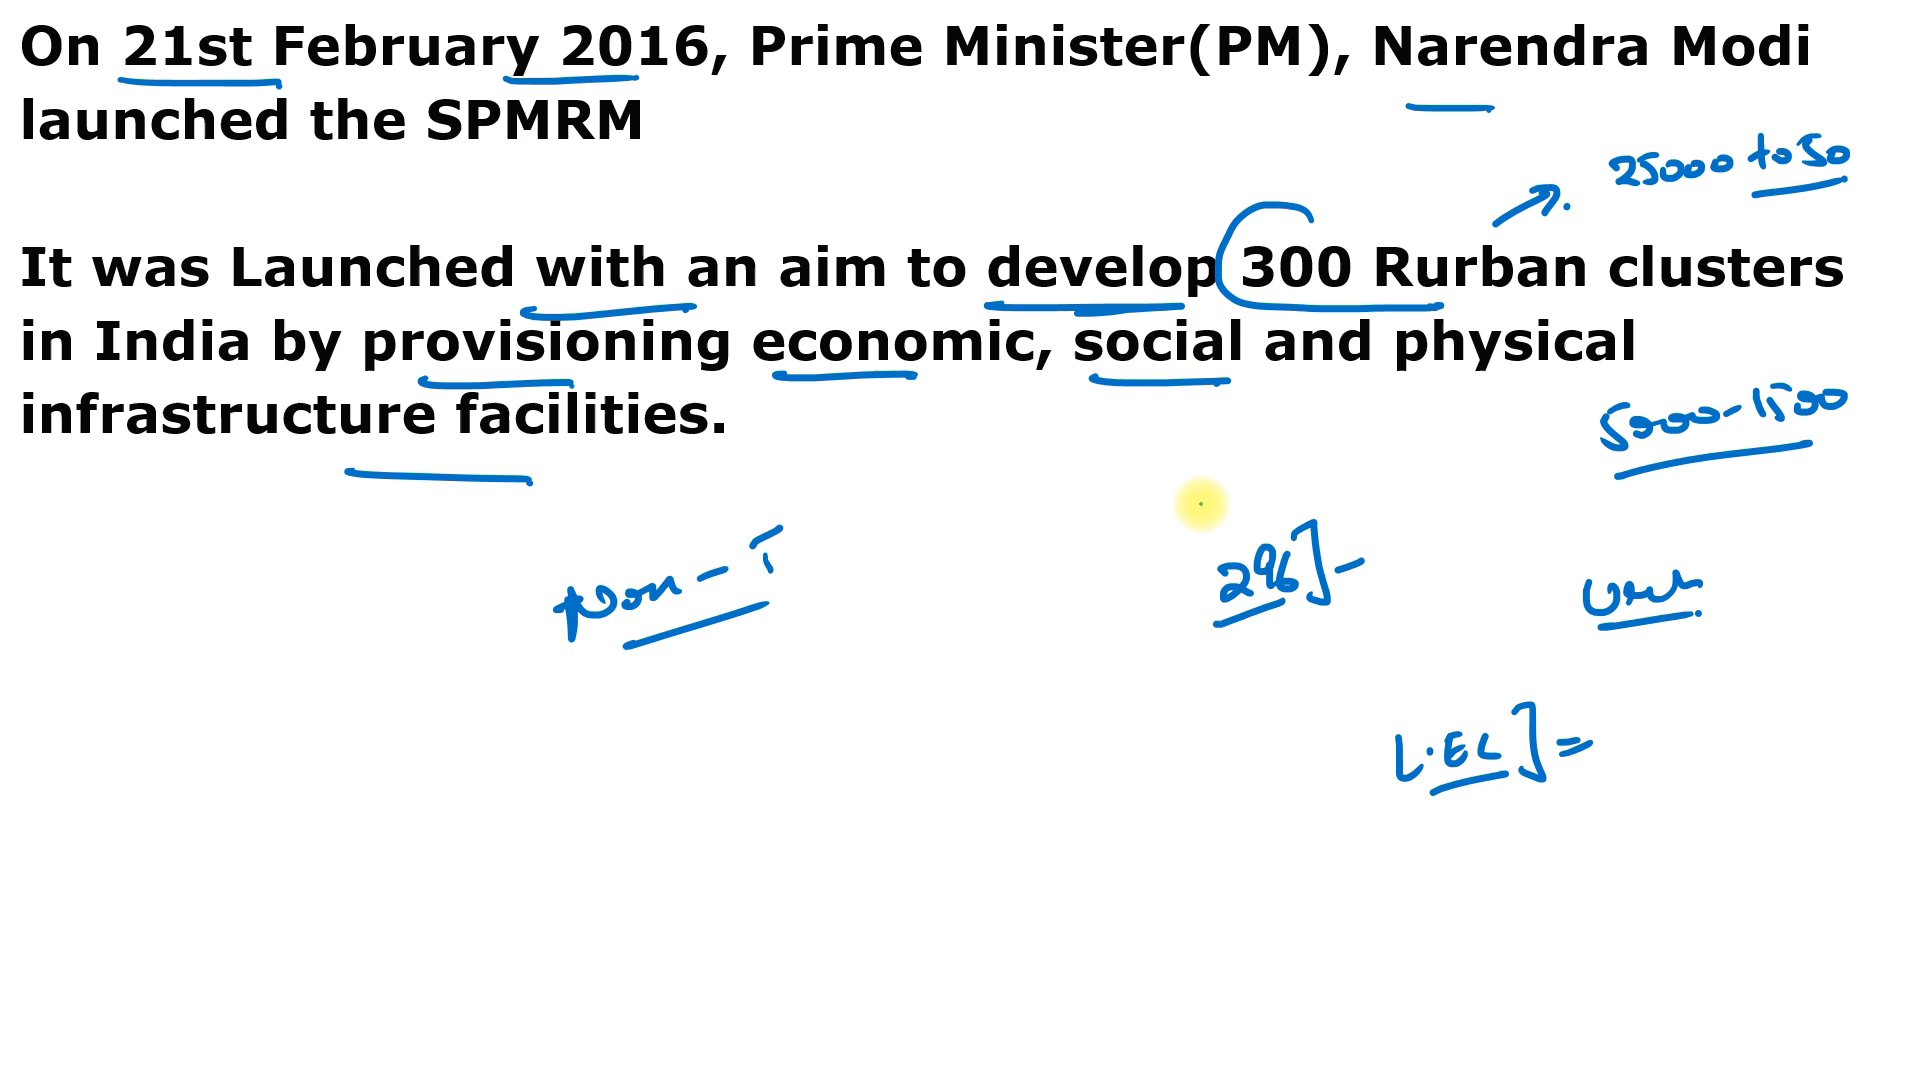 On 21st February 2016, Prime Minister(PM), Narendra Modi
launched the SPMRM
25000 to 50
It was Launched with an aim to develop 300 Rurban clusters
in India by provisioning economic, social and physical
infrastructure facilities.
5000-1500
Non - T
296] -
L.EC] =